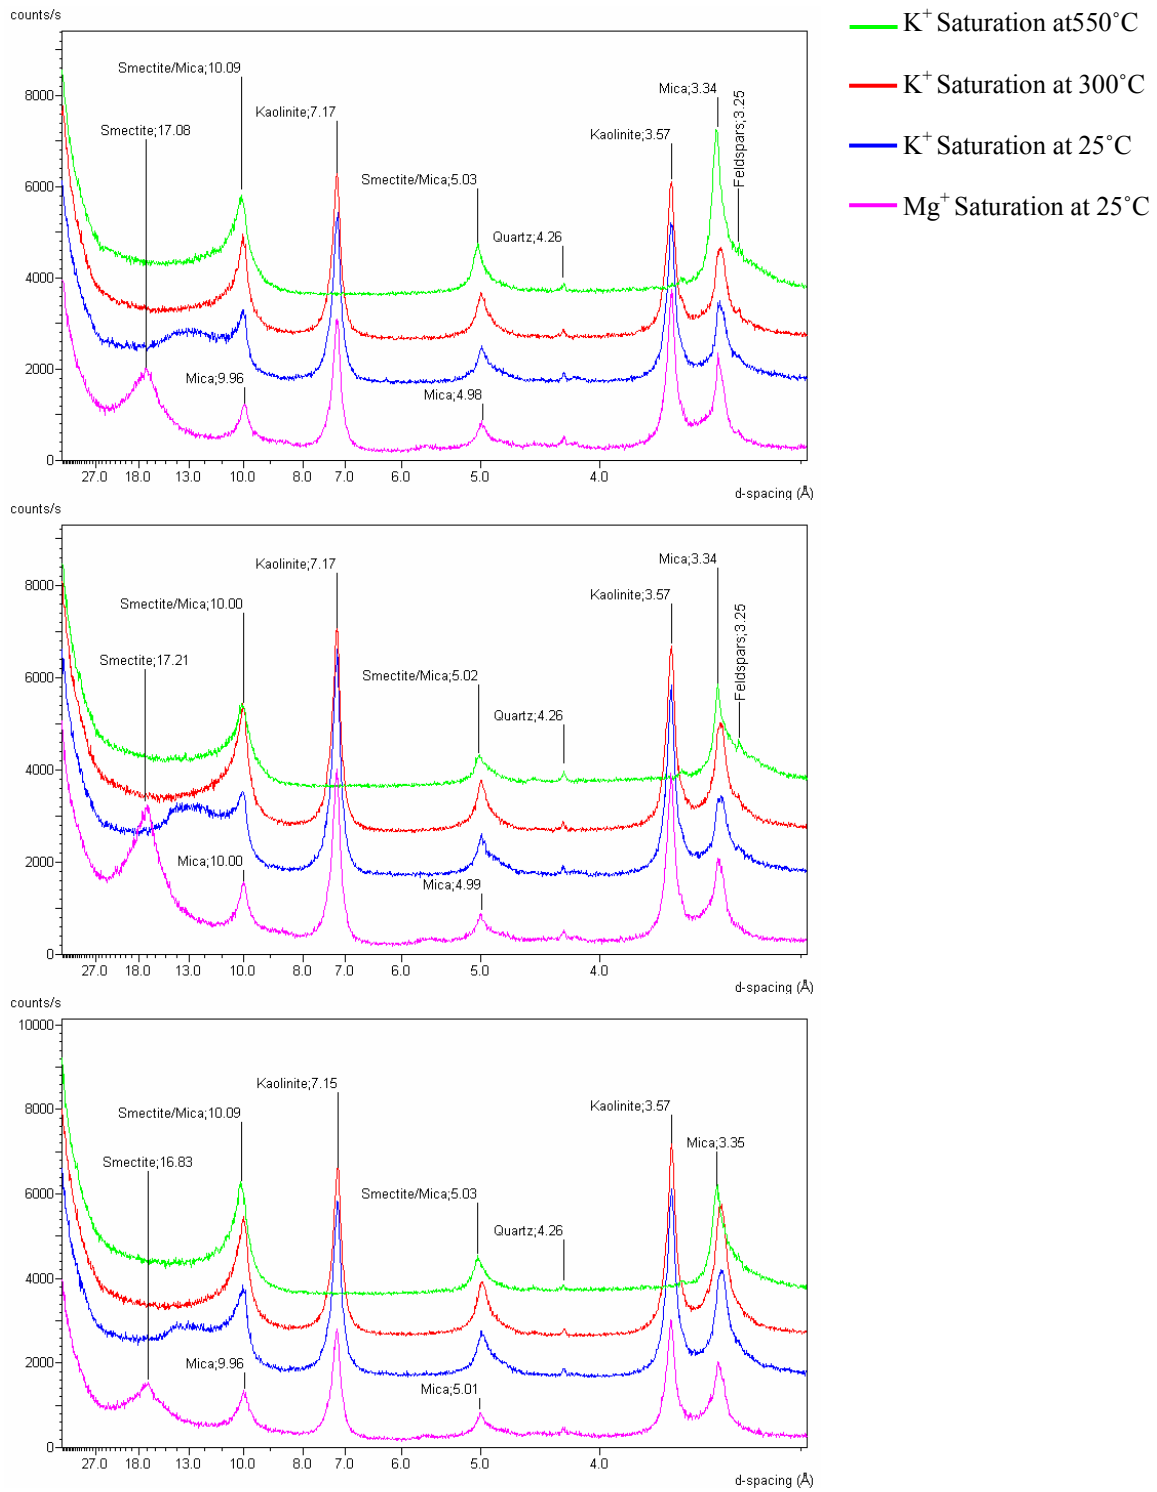 counts/s
K+ Saturation at550˚C
K+ Saturation at 300˚C
K+ Saturation at 25˚C
Mg+ Saturation at 25˚C
Smectite/Mica;10.09
Mica;3.34
Feldspars;3.25
8000
Kaolinite;7.17
Smectite;17.08
Kaolinite;3.57
6000
Smectite/Mica;5.03
Quartz;4.26
4000
2000
Mica;9.96
Mica;4.98
0
27.0 18.0 13.0 10.0 8.0 7.0 6.0 5.0 4.0
d-spacing (Å)
counts/s
Kaolinite;7.17
Mica;3.34
8000
Smectite/Mica;10.00
Kaolinite;3.57
Feldspars;3.25
Smectite;17.21
6000
Smectite/Mica;5.02
Quartz;4.26
4000
2000
Mica;10.00
Mica;4.99
0
27.0 18.0 13.0 10.0 8.0 7.0 6.0 5.0 4.0
d-spacing (Å)
counts/s
10000
Kaolinite;7.15
8000
Smectite/Mica;10.09
Kaolinite;3.57
Mica;3.35
Smectite;16.83
6000
Smectite/Mica;5.03
Quartz;4.26
4000
2000
Mica;9.96
Mica;5.01
0
27.0 18.0 13.0 10.0 8.0 7.0 6.0 5.0 4.0
d-spacing (Å)